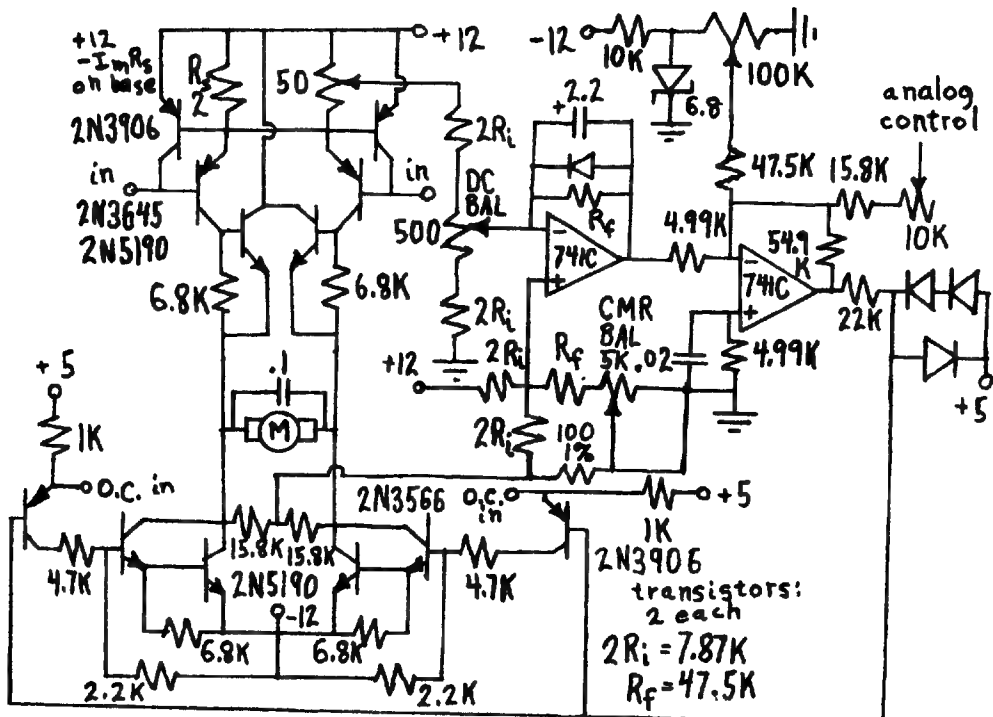 +12
-ImRs
on base
Rs
2
50
+12
-12
10K
100K
6.8
+2.2
2N3906
2Ri
analog
control
in
in
DC
BAL
500
Rf
47.5K
15.8K
10K
2N3645
2N5190
4.99K
-
741C
+
54.9
K
-
741C
+
22K
6.8K
6.8K
2Ri
CMR
BAL
5K
.02
4.99K
+12
2Ri
Rf
+5
+5
.1
M
1K
2Ri
100
1%
O.C. in
2N3566
O.C.
in
+5
1K
15.8K
15.8K
2N3906
4.7K
2N5190
4.7K
-12
transistors:
2 each
6.8K
6.8K
2Ri = 7.87K
2.2K
2.2K
Rf = 47.5K